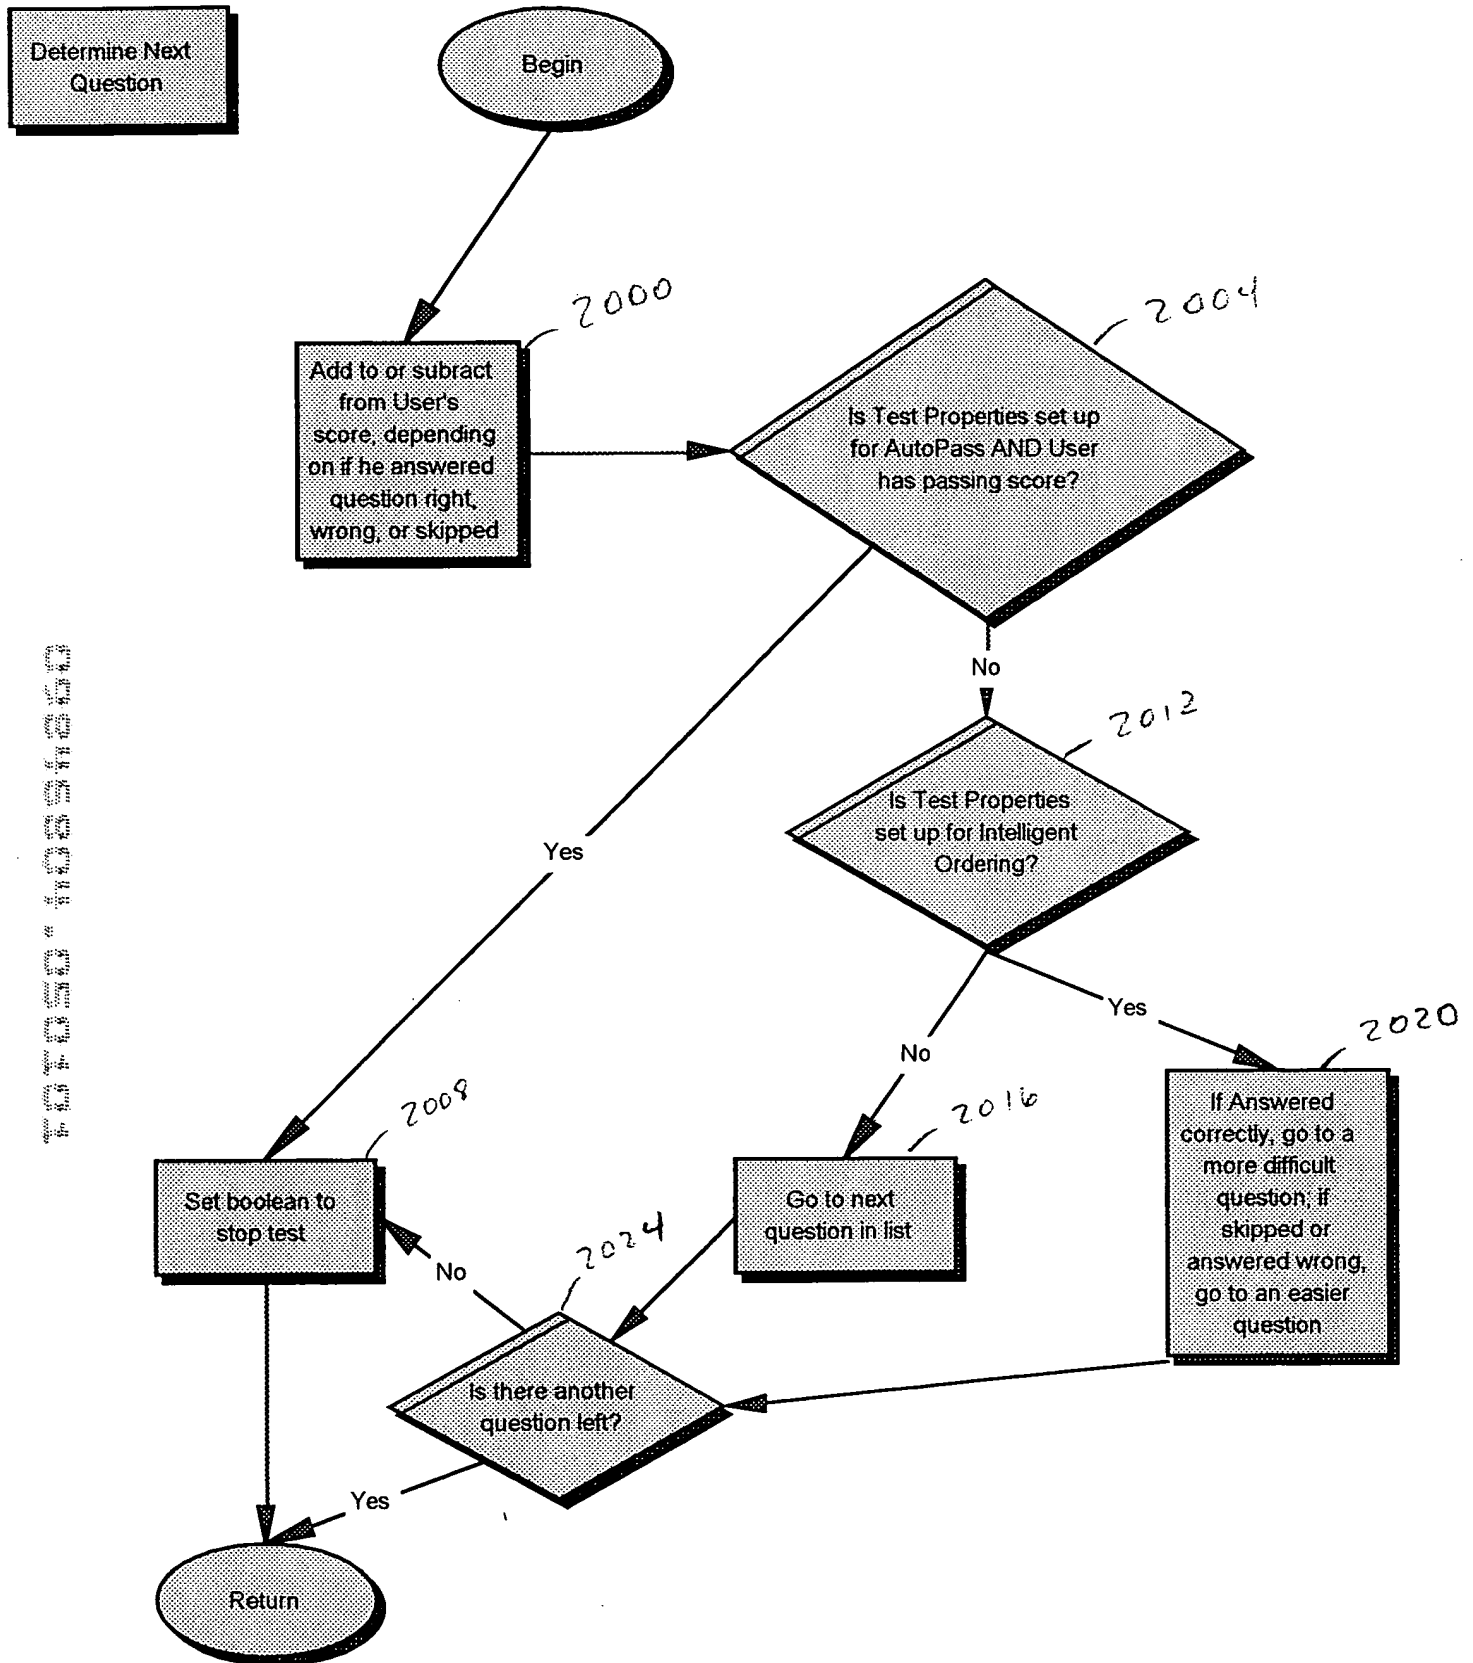 Determine Next
Question
Begin
2000
Add to or subract
from User's
score, depending
on if he answered
question right,
wrong, or skipped
2004
Is Test Properties set up
for AutoPass AND User
has passing score?
No
Yes
2012
Is Test Properties
set up for Intelligent
Ordering?
No
Yes
2008
Set boolean to
stop test
2016
Go to next
question in list
2020
If Answered
correctly, go to a
more difficult
question; if
skipped or
answered wrong,
go to an easier
question
2024
Is there another
question left?
No
Yes
Return